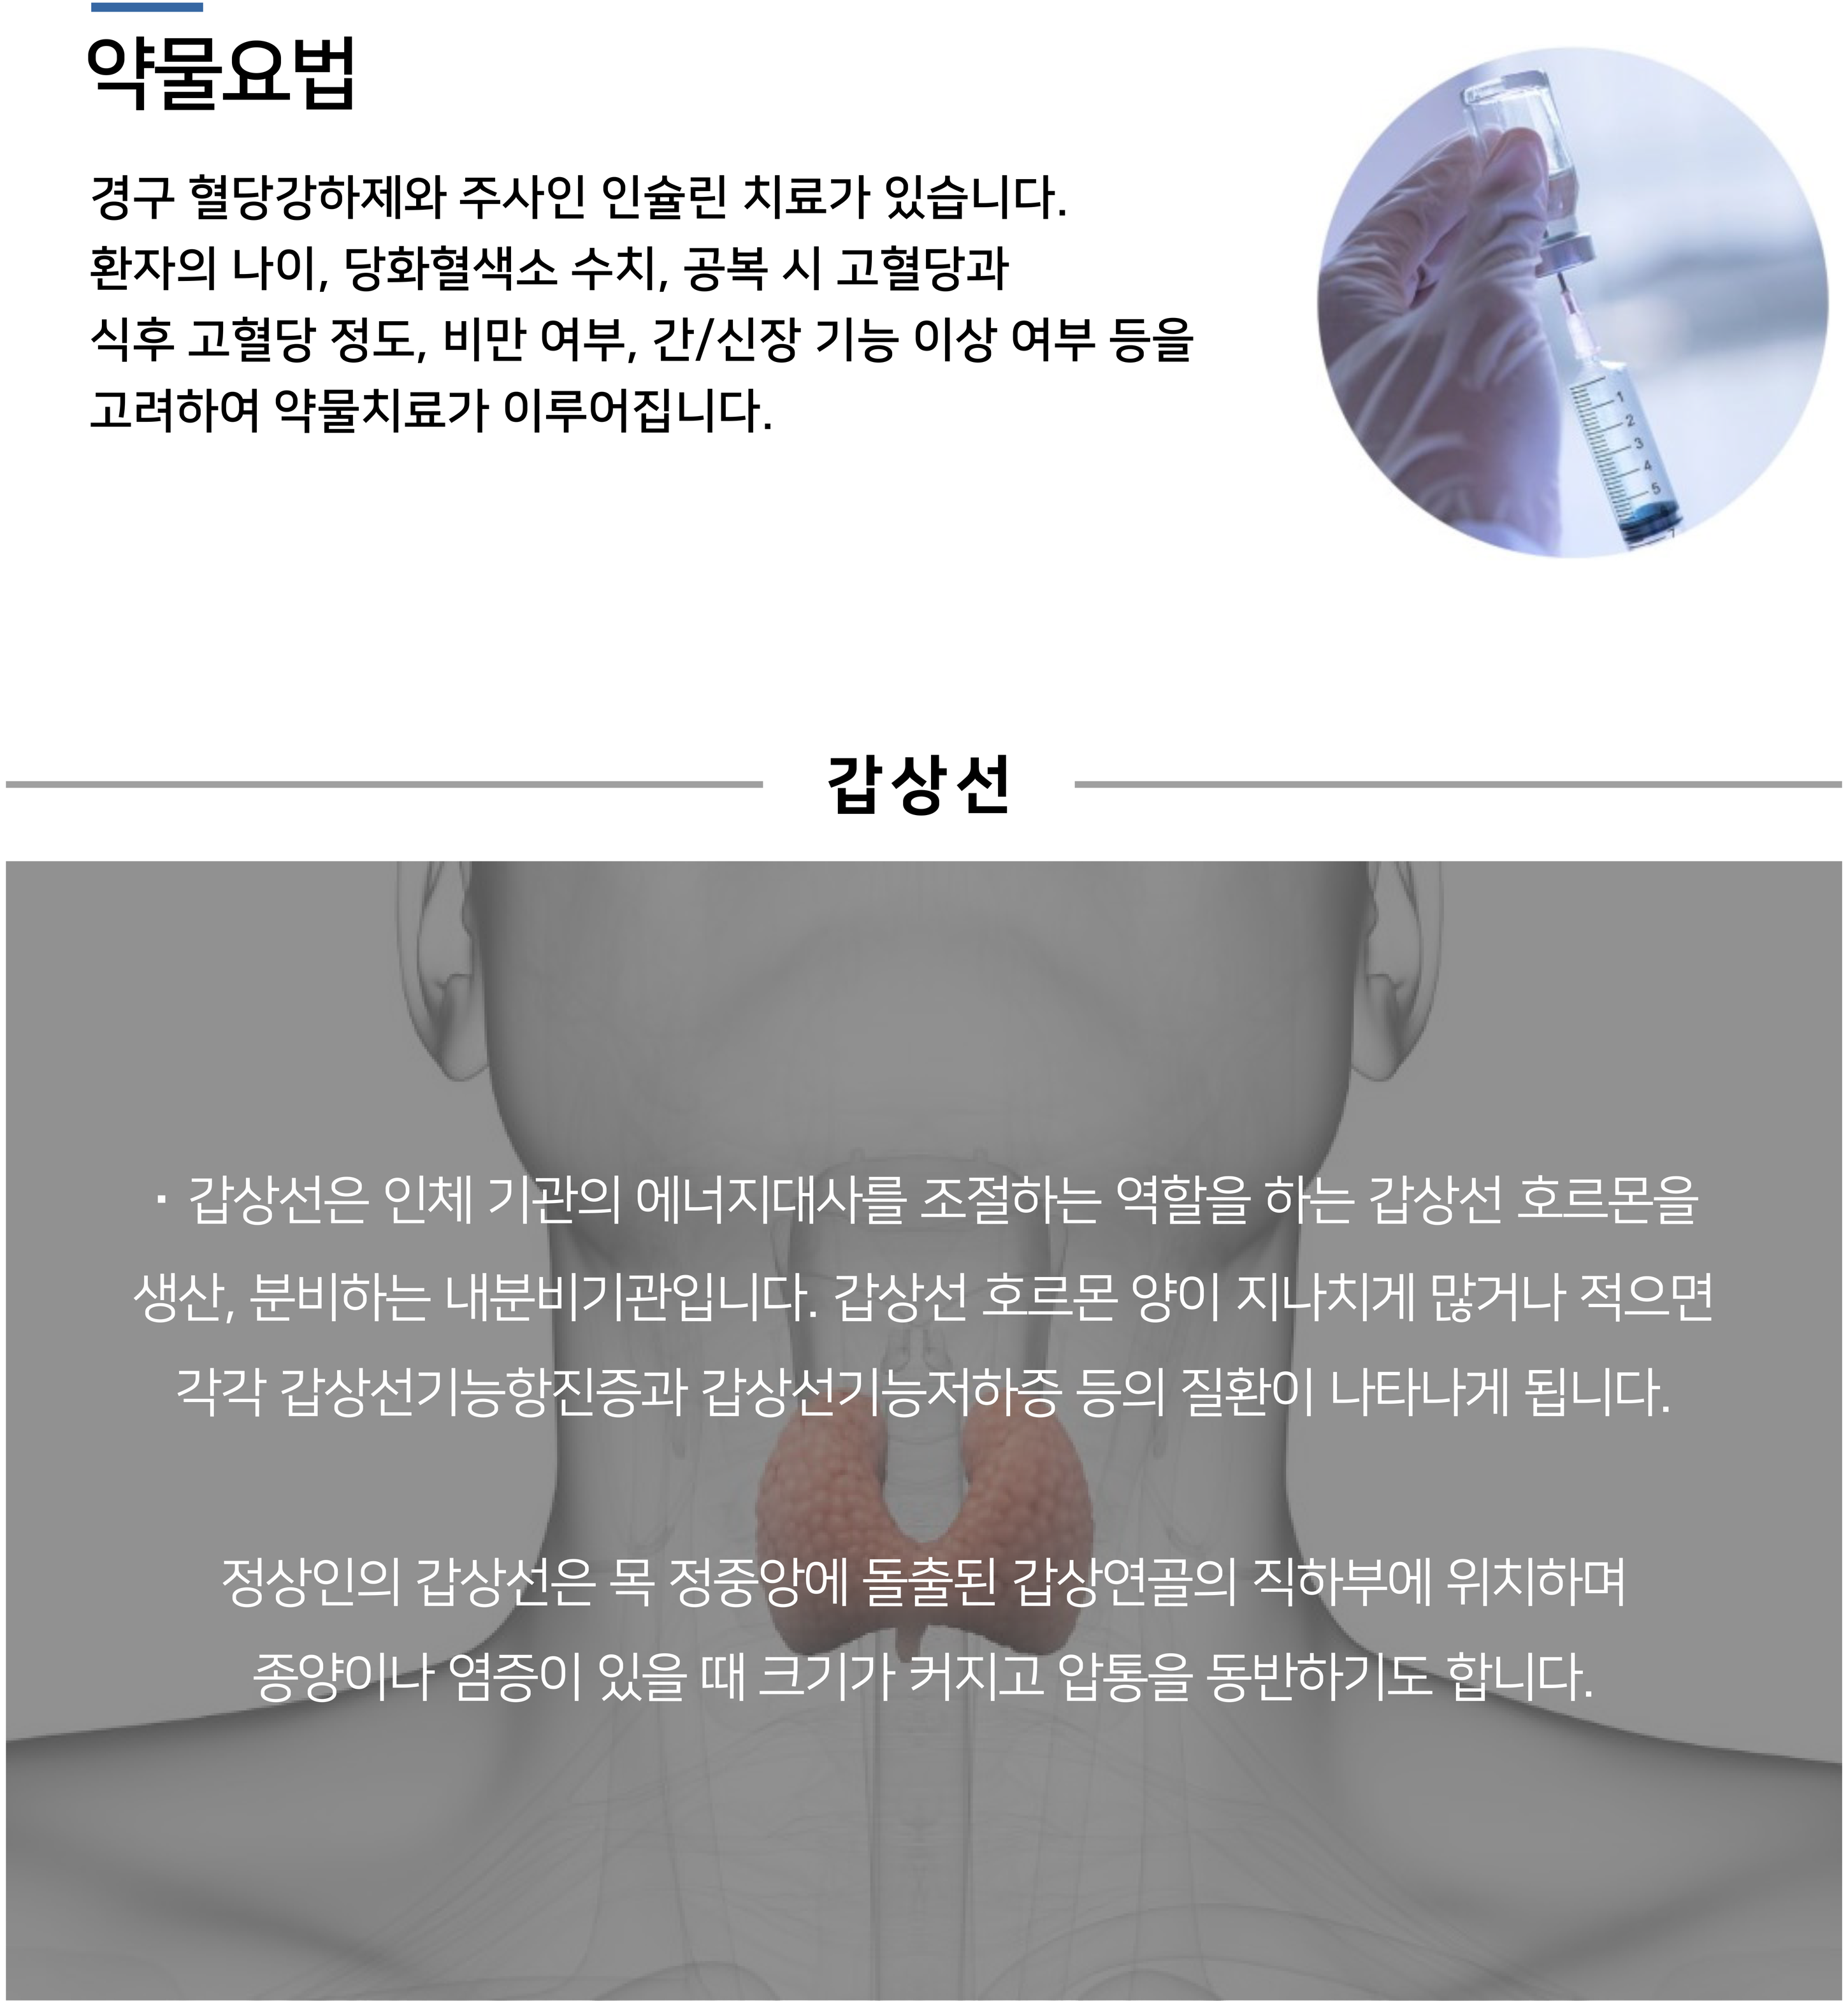 약물요법
경구 혈당강하제와 주사인 인슐린 치료가 있습니다.
환자의 나이, 당화혈색소 수치, 공복 시 고혈당과
식후 고혈당 정도, 비만 여부, 간/신장 기능 이상 여부 등을
고려하여 약물치료가 이루어집니다.
1
2
3
4
5
7
갑상선
· 갑상선은 인체 기관의 에너지대사를 조절하는 역할을 하는 갑상선 호르몬을
생산, 분비하는 내분비기관입니다. 갑상선 호르몬 양이 지나치게 많거나 적으면
각각 갑상선기능항진증과 갑상선기능저하증 등의 질환이 나타나게 됩니다.
정상인의 갑상선은 목 정중앙에 돌출된 갑상연골의 직하부에 위치하며
종양이나 염증이 있을 때 크기가 커지고 압통을 동반하기도 합니다.